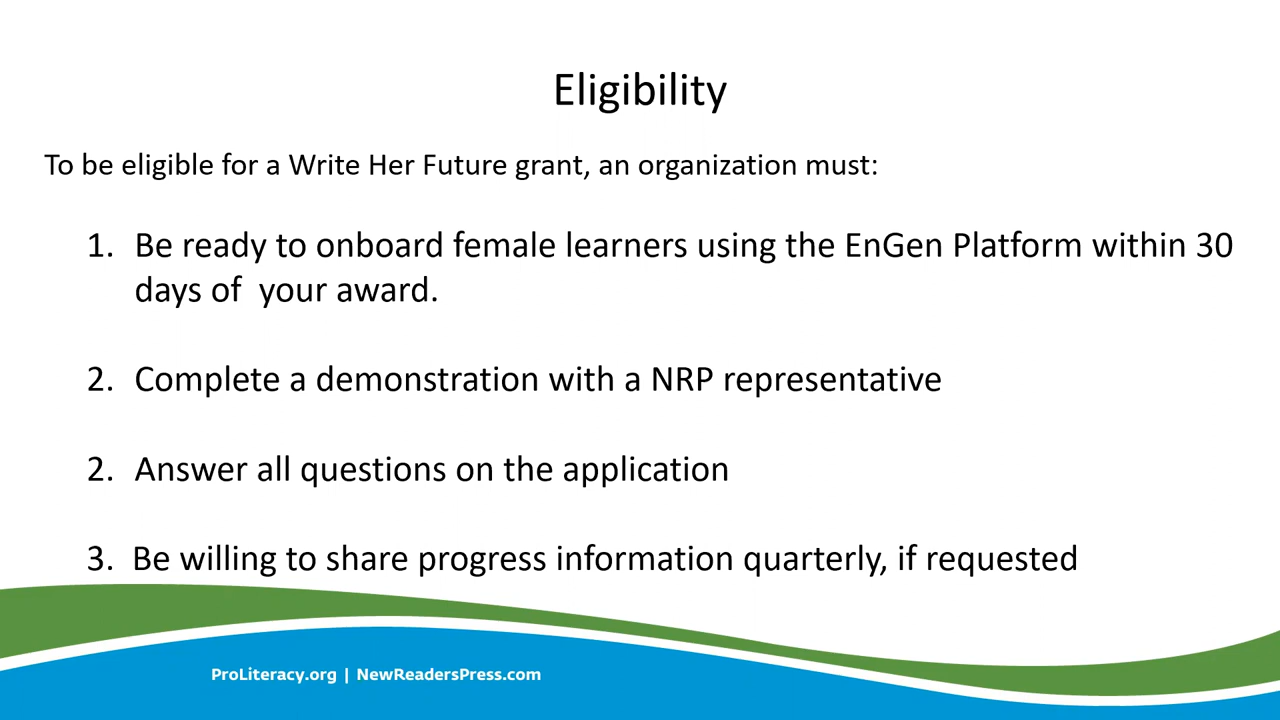 Eligibility
To be eligible for a Write Her Future grant, an organization must:
1. Be ready to onboard female learners using the EnGen Platform within 30
days of  your award.
2. Complete a demonstration with a NRP representative
2. Answer all questions on the application
3. Be willing to share progress information quarterly, if requested
ProLiteracy.org | NewReadersPress.com